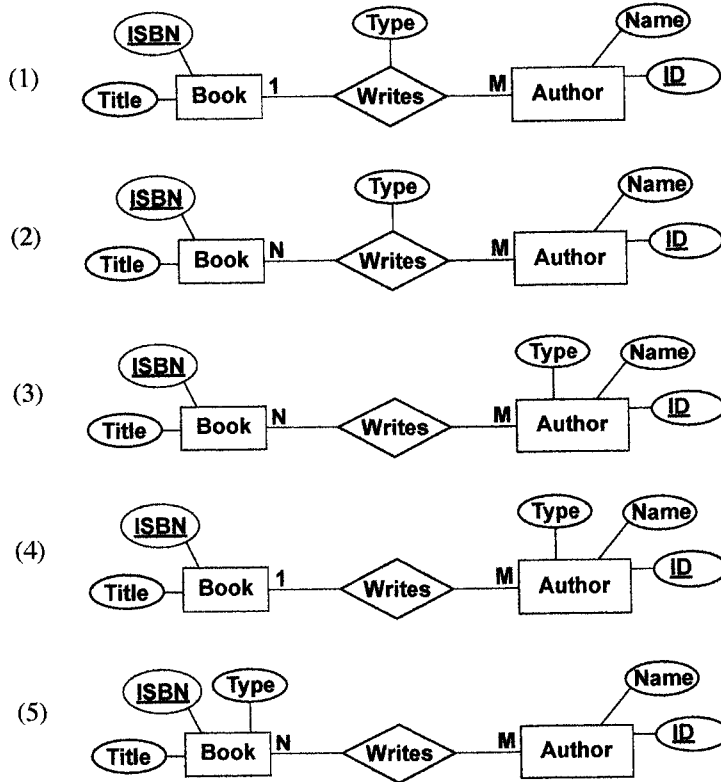 ISBN Type Name
(1) Title Book 1 Writes M Author ID
ISBN Type Name
(2) Title Book N Writes M Author ID
ISBN Type Name
(3) Title Book N Writes M Author ID
ISBN Type Name
(4) Title Book 1 Writes M Author ID
ISBN Type Name
(5) Title Book N Writes M Author ID